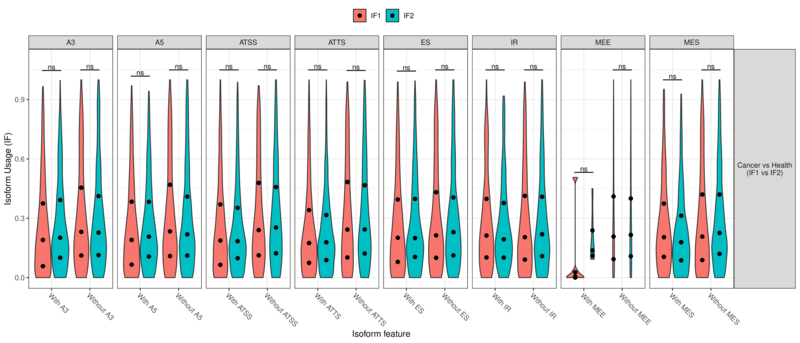 IF1 IF2
A3 A5 ATSS ATTS ES IR MEE MES
ns ns ns ns ns ns ns ns ns ns ns ns ns ns ns ns
0.9
0.6
0.3
0.0
Isoform Usage (IF)
Cancer vs Health
(IF1 vs IF2)
With A3 Without A3 With A5 Without A5 With ATSS Without ATSS With ATTS Without ATTS With ES Without ES With IR Without IR With MEE Without MEE With MES Without MES
Isoform feature